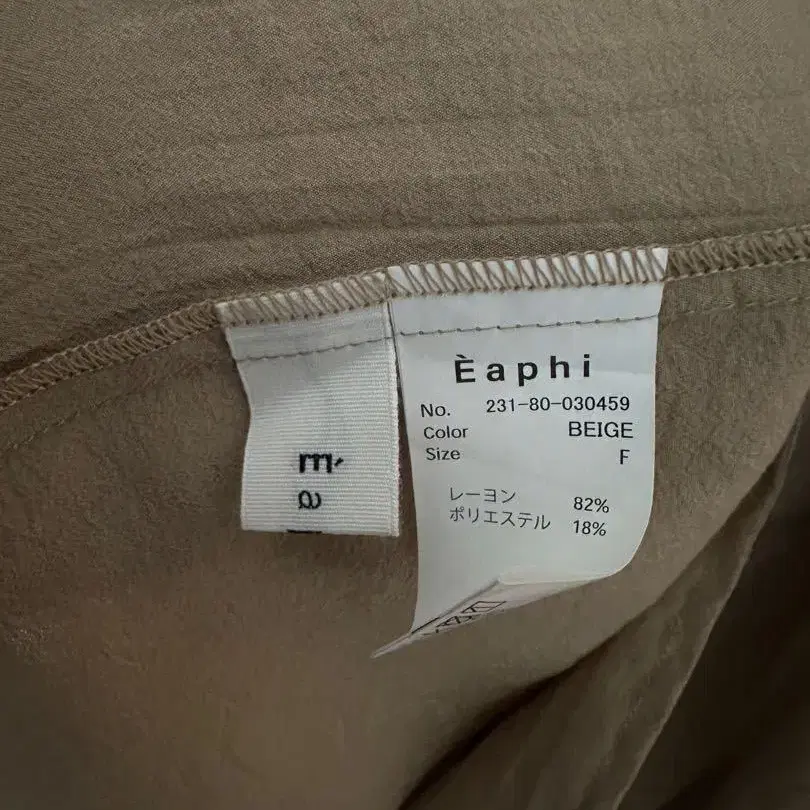 Èaphi
No. 231-80-030459
Color BEIGE
Size F
レーヨン 82%
ポリエステル 18%
È
a